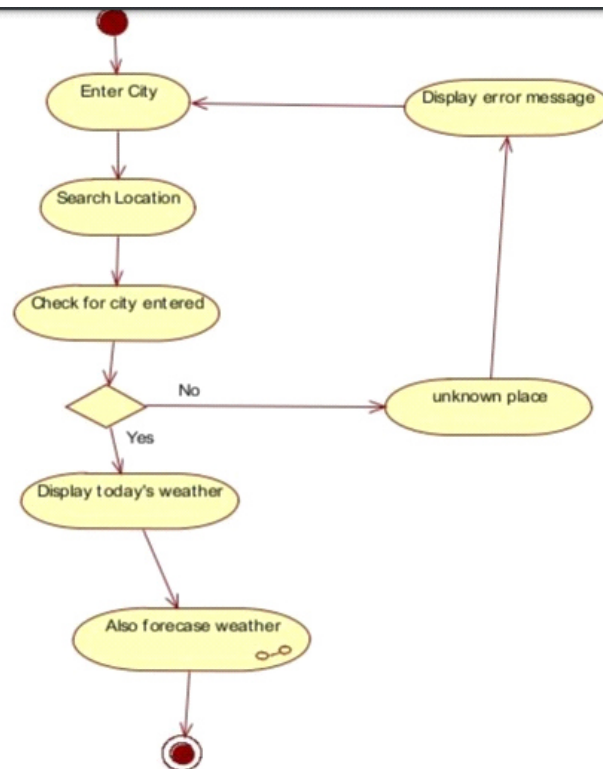 Enter City
Display error message
Search Location
Check for city entered
No
unknown place
Yes
Display today's weather
Also forecase weather